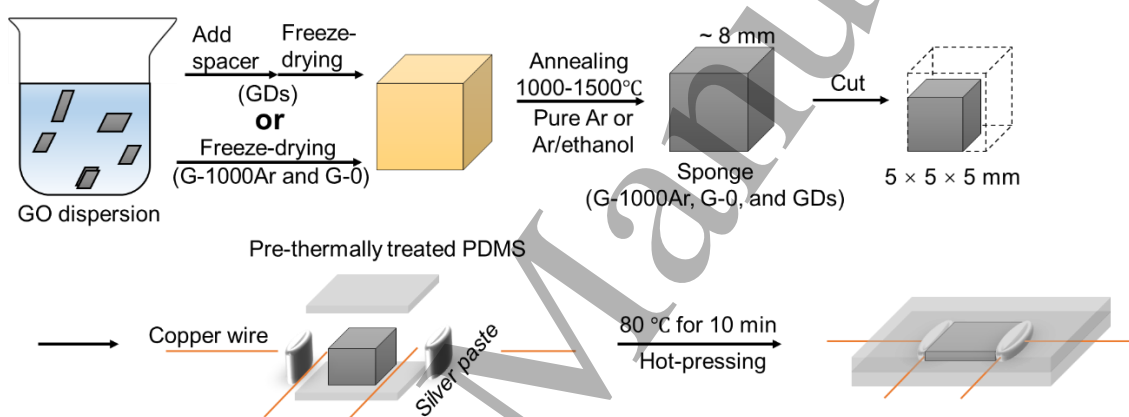 Add
spacer
Freeze-
drying
(GDs)
or
Freeze-drying
(G-1000Ar and G-0)
GO dispersion
Annealing
1000-1500℃
Pure Ar or
Ar/ethanol
~ 8 mm
Sponge
(G-1000Ar, G-0, and GDs)
Cut
5 × 5 × 5 mm
Pre-thermally treated PDMS
Copper wire
Silver paste
80 ℃ for 10 min
Hot-pressing
Manu